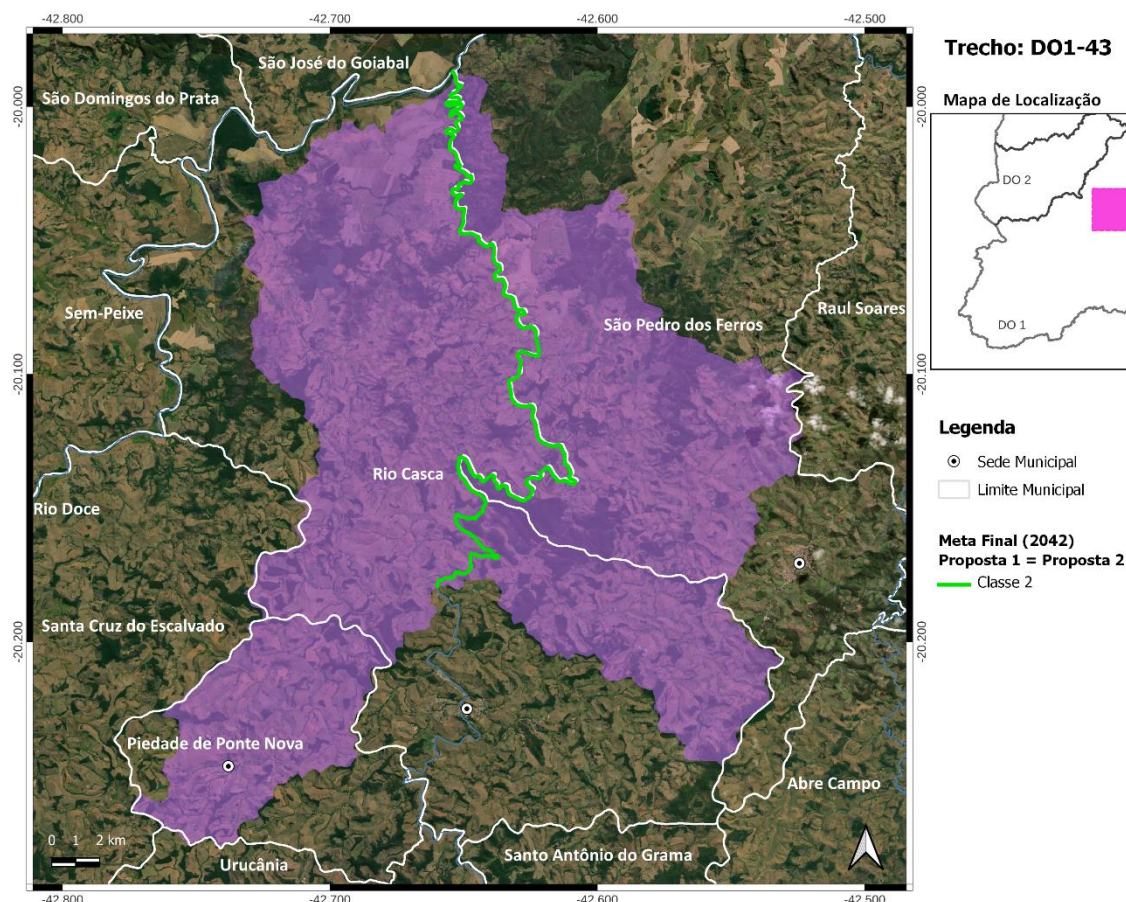 -42.800
-42.700
-42.600
-42.500
São José do Goiabal
São Domingos do Prata
-20.000
-20.000
Sem-Peixe
São Pedro dos Ferros
Raul Soares
-20.100
-20.100
Rio Casca
Rio Doce
Santa Cruz do Escalvado
-20.200
-20.200
Piedade de Ponte Nova
Abre Campo
0 1 2 km
Urucânia
Santo Antônio do Grama
-42.800
-42.700
-42.600
-42.500
Trecho: DO1-43
Mapa de Localização
DO 2
DO 1
Legenda
Sede Municipal
Limite Municipal
Meta Final (2042)
Proposta 1 = Proposta 2
Classe 2